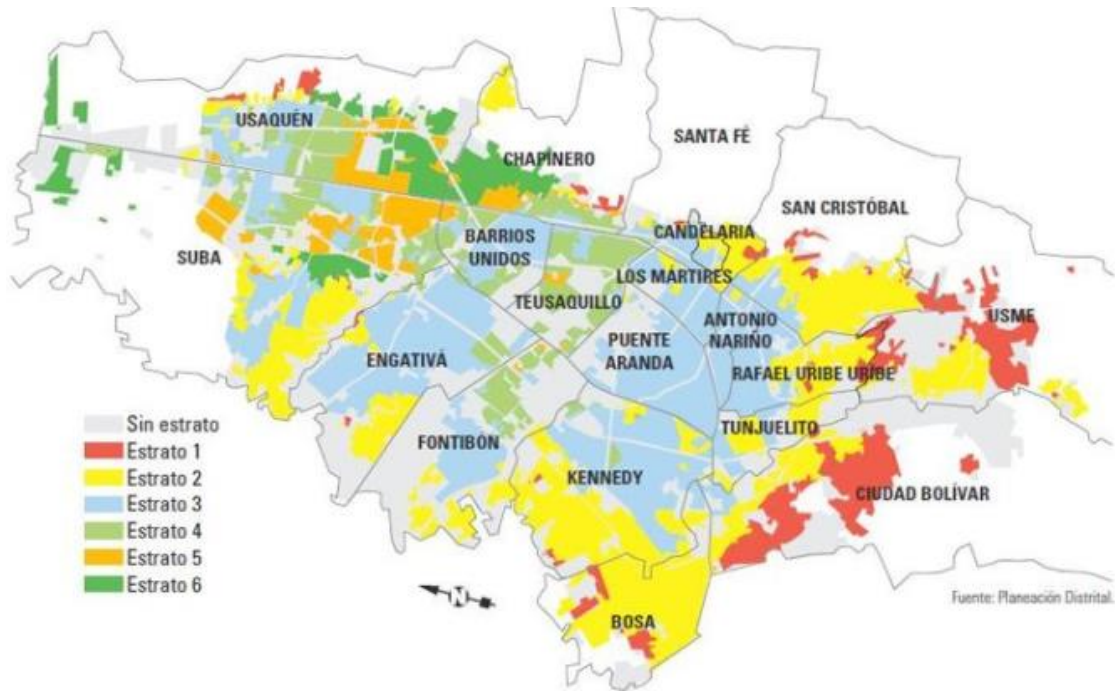 USAQUÉN
SANTA FÉ
CHAPINERO
SAN CRISTÓBAL
CANDELARIA
BARRIOS
UNIDOS
SUBA
LOS MÁRTIRES
TEUSAQUILLO
USME
ANTONIO
NARIÑO
PUENTE
ARANDA
ENGATIVÁ
RAFAEL URIBE URIBE
TUNJUELITO
FONTIBÓN
KENNEDY
CIUDAD BOLÍVAR
BOSA
Sin estrato
Estrato 1
Estrato 2
Estrato 3
Estrato 4
Estrato 5
Estrato 6
N
Fuente: Planeación Distrital.